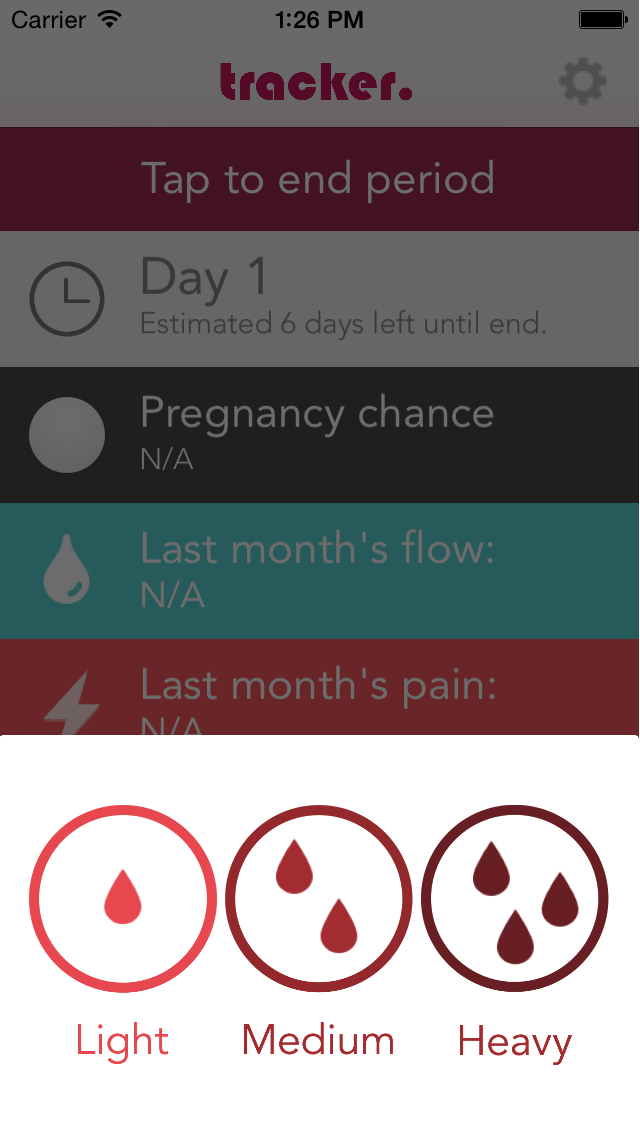 Carrier 1:26 PM
tracker.
Tap to end period
Day 1
Estimated 6 days left until end.
Pregnancy chance
N/A
Last month's flow:
N/A
Last month's pain:
N/A
Light Medium Heavy